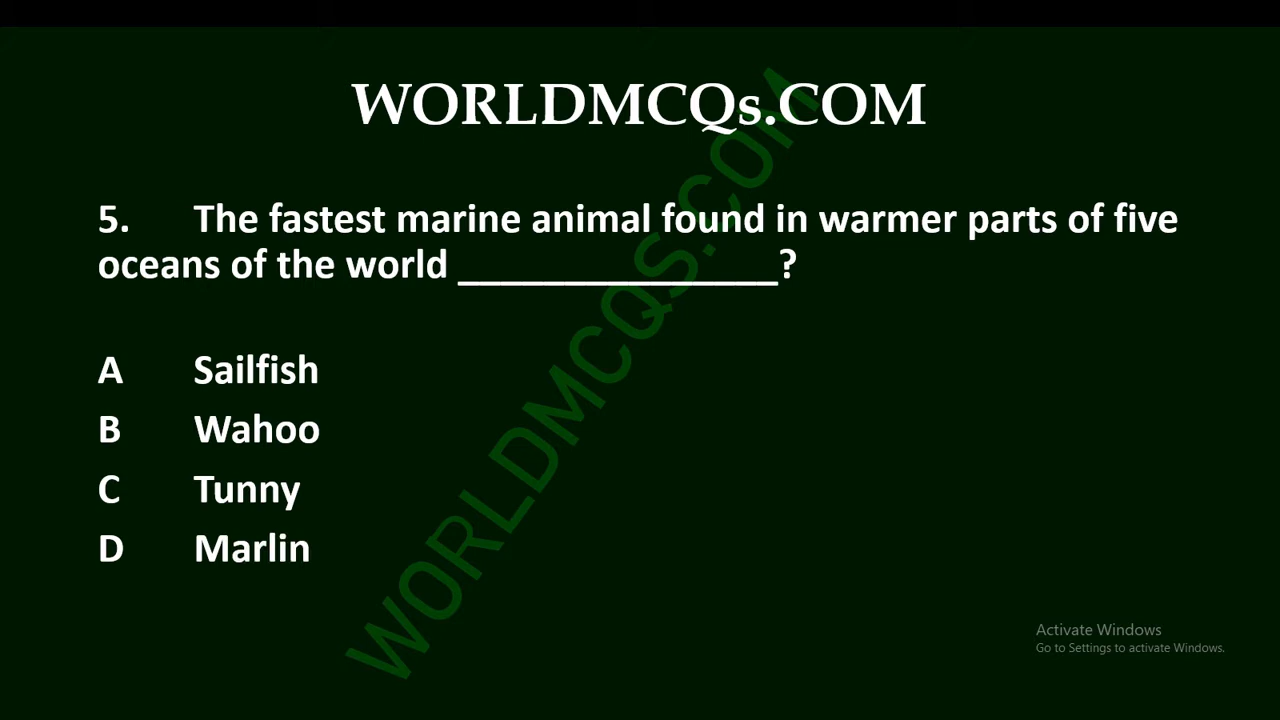 WORLDMCQs.COM
5. The fastest marine animal found in warmer parts of five
oceans of the world _______________?
A Sailfish
B Wahoo
C Tunny
D Marlin
WORLDMCQS.COM
Activate Windows
Go to Settings to activate Windows.